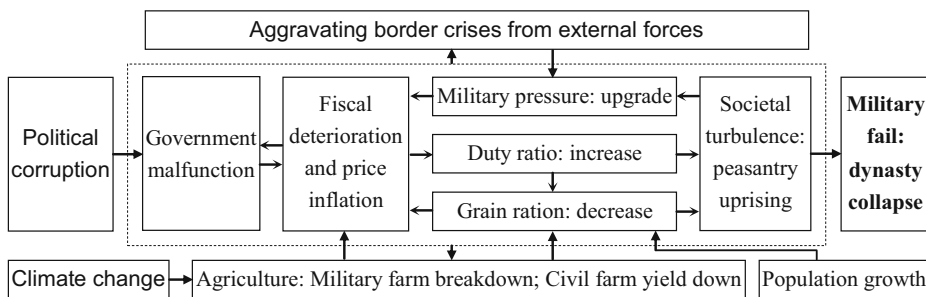 Aggravating border crises from external forces
Political
corruption
Government
malfunction
Fiscal
deterioration
and price
inflation
Military pressure: upgrade
Duty ratio: increase
Grain ration: decrease
Societal
turbulence:
peasantry
uprising
Military
fail:
dynasty
collapse
Climate change
Agriculture: Military farm breakdown; Civil farm yield down
Population growth